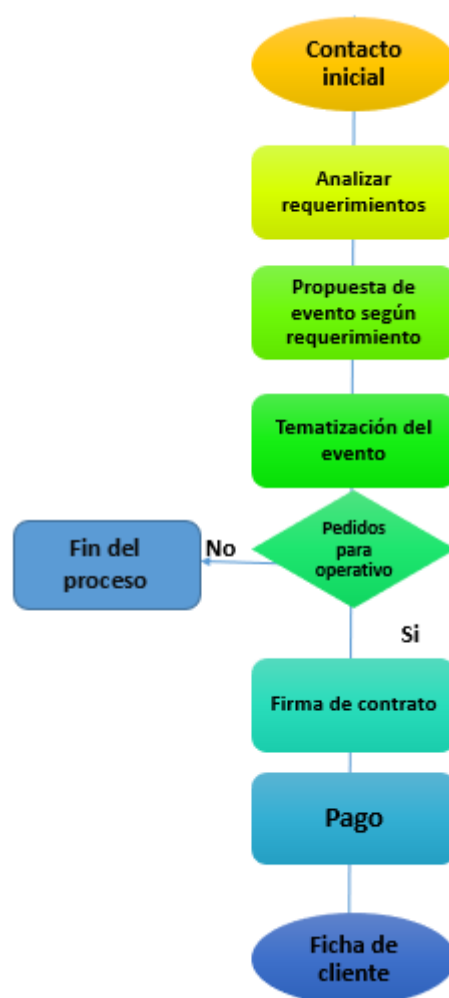 Contacto
inicial
Analizar
requerimientos
Propuesta de
evento según
requerimiento
Tematización del
evento
Pedidos
para
operativo
No
Fin del
proceso
Si
Firma de contrato
Pago
Ficha de
cliente